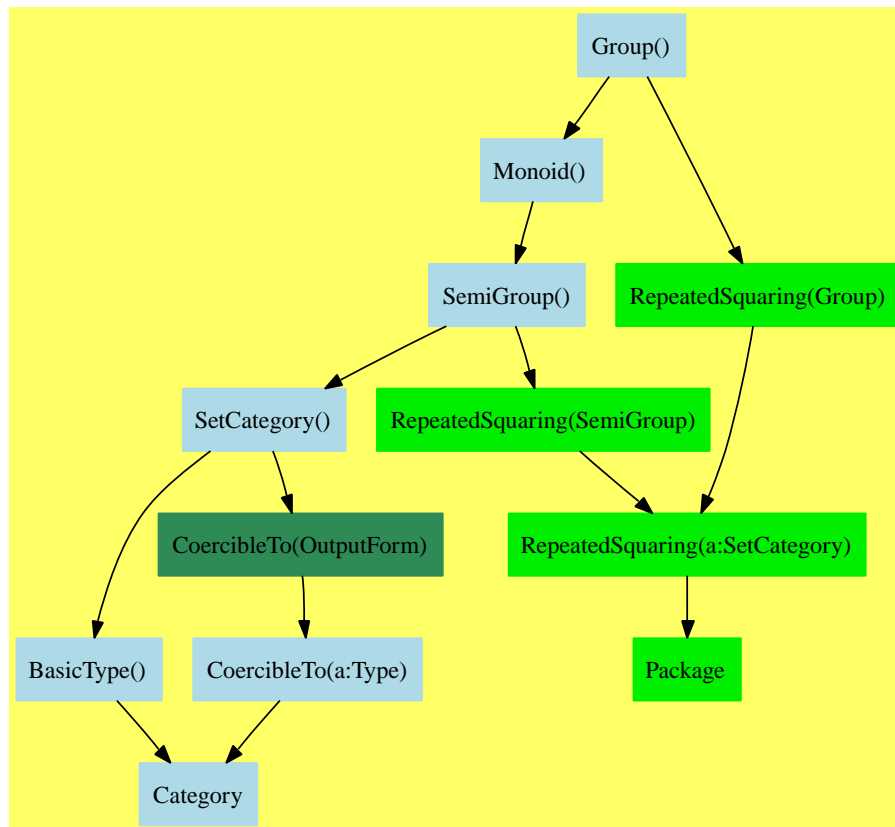 Group()
Monoid()
SemiGroup()
RepeatedSquaring(Group)
SetCategory()
RepeatedSquaring(SemiGroup)
CoercibleTo(OutputForm)
RepeatedSquaring(a:SetCategory)
BasicType()
CoercibleTo(a:Type)
Package
Category